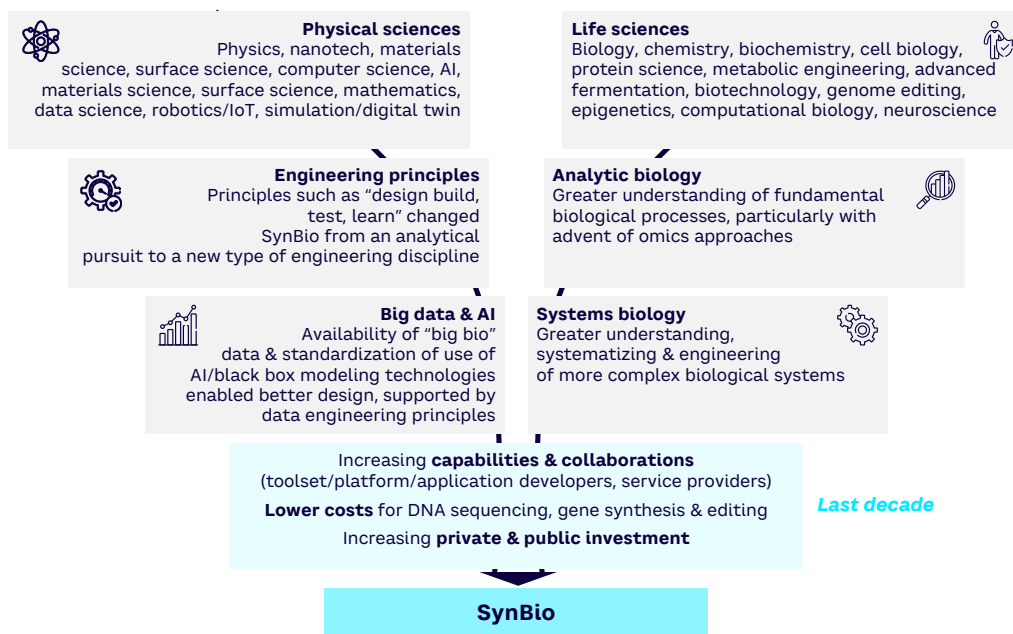 Physical sciences
Physics, nanotech, materials
science, surface science, computer science, AI,
materials science, surface science, mathematics,
data science, robotics/IoT, simulation/digital twin
Life sciences
Biology, chemistry, biochemistry, cell biology,
protein science, metabolic engineering, advanced
fermentation, biotechnology, genome editing,
epigenetics, computational biology, neuroscience
Engineering principles
Principles such as “design build,
test, learn” changed
SynBio from an analytical
pursuit to a new type of engineering discipline
Analytic biology
Greater understanding of fundamental
biological processes, particularly with
advent of omics approaches
Big data & AI
Availability of “big bio”
data & standardization of use of
AI/black box modeling technologies
enabled better design, supported by
data engineering principles
Systems biology
Greater understanding,
systematizing & engineering
of more complex biological systems
Increasing capabilities & collaborations
(toolset/platform/application developers, service providers)
Lower costs for DNA sequencing, gene synthesis & editing
Increasing private & public investment
Last decade
SynBio